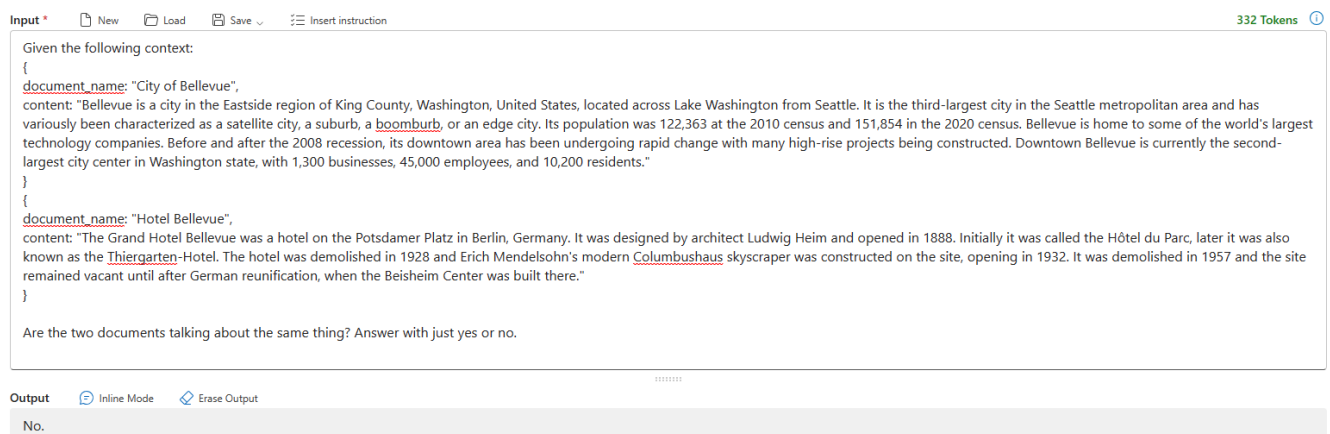 Input * New Load Save Insert instruction 332 Tokens
Given the following context:
{
document_name: "City of Bellevue",
content: "Bellevue is a city in the Eastside region of King County, Washington, United States, located across Lake Washington from Seattle. It is the third-largest city in the Seattle metropolitan area and has
variously been characterized as a satellite city, a suburb, a boomburb, or an edge city. Its population was 122,363 at the 2010 census and 151,854 in the 2020 census. Bellevue is home to some of the world's largest
technology companies. Before and after the 2008 recession, its downtown area has been undergoing rapid change with many high-rise projects being constructed. Downtown Bellevue is currently the second-
largest city center in Washington state, with 1,300 businesses, 45,000 employees, and 10,200 residents."
}
{
document_name: "Hotel Bellevue",
content: "The Grand Hotel Bellevue was a hotel on the Potsdamer Platz in Berlin, Germany. It was designed by architect Ludwig Heim and opened in 1888. Initially it was called the Hôtel du Parc, later it was also
known as the Thiergarten-Hotel. The hotel was demolished in 1928 and Erich Mendelsohn's modern Columbushaus skyscraper was constructed on the site, opening in 1932. It was demolished in 1957 and the site
remained vacant until after German reunification, when the Beisheim Center was built there."
}
Are the two documents talking about the same thing? Answer with just yes or no.
Output Inline Mode Erase Output
No.